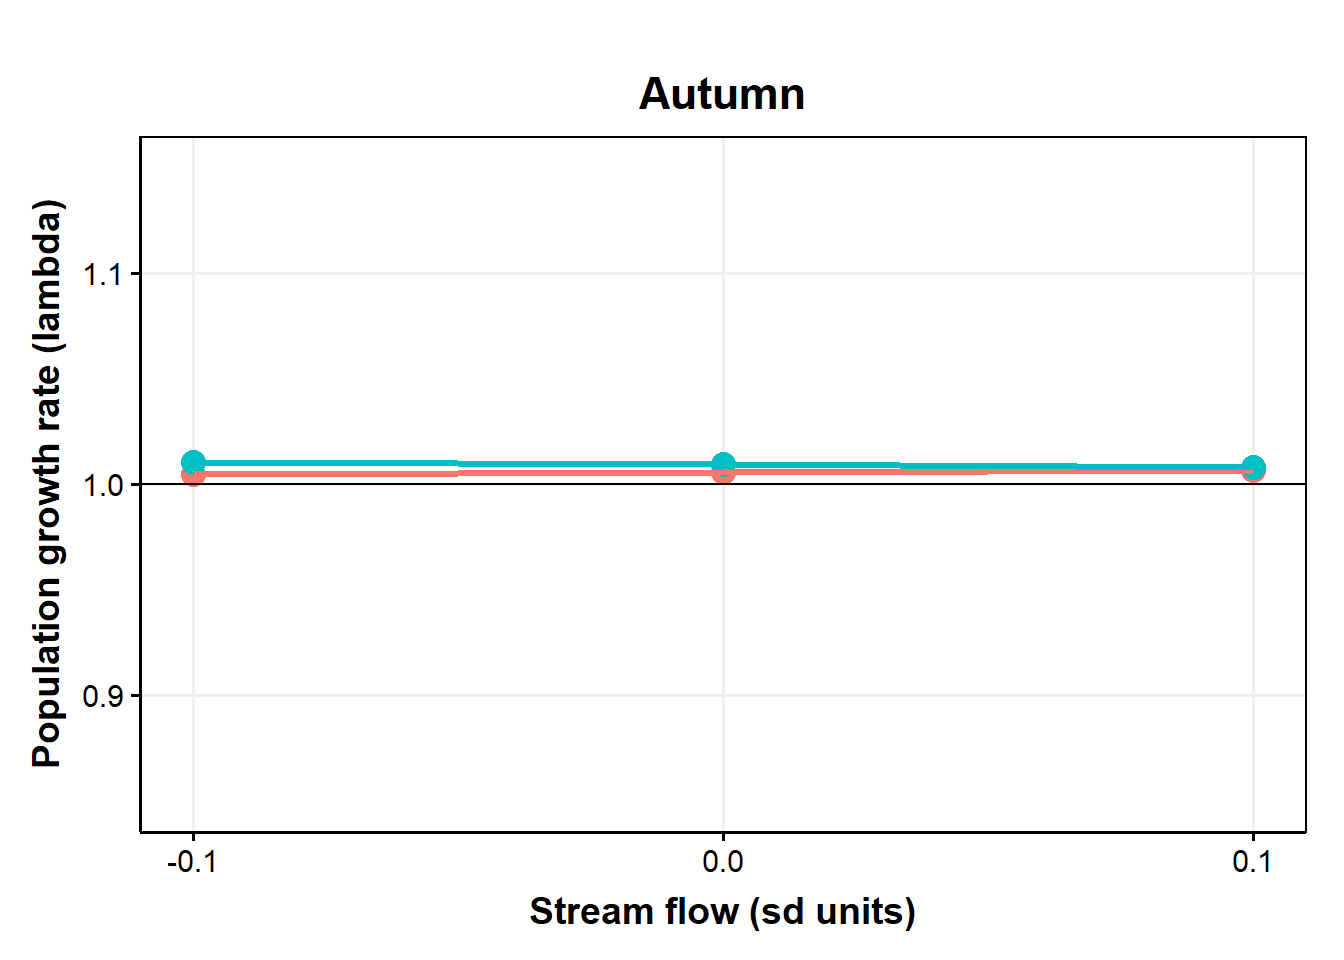 Autumn
Population growth rate (lambda)
1.1
1.0
0.9
-0.1
0.0
0.1
Stream flow (sd units)